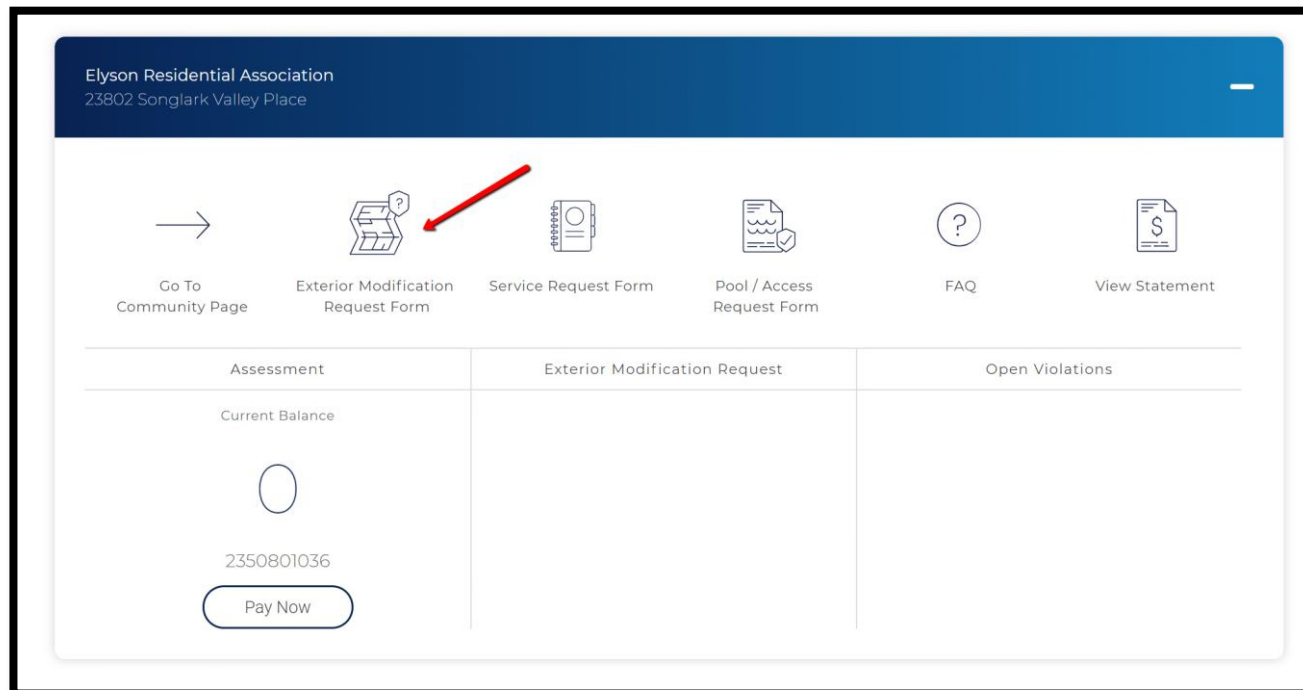 Elyson Residential Association
23802 Songlark Valley Place
?
$
?
Go To
Community Page
Exterior Modification
Request Form
Service Request Form
Pool / Access
Request Form
FAQ
View Statement
Assessment
Exterior Modification Request
Open Violations
Current Balance
0
2350801036
Pay Now